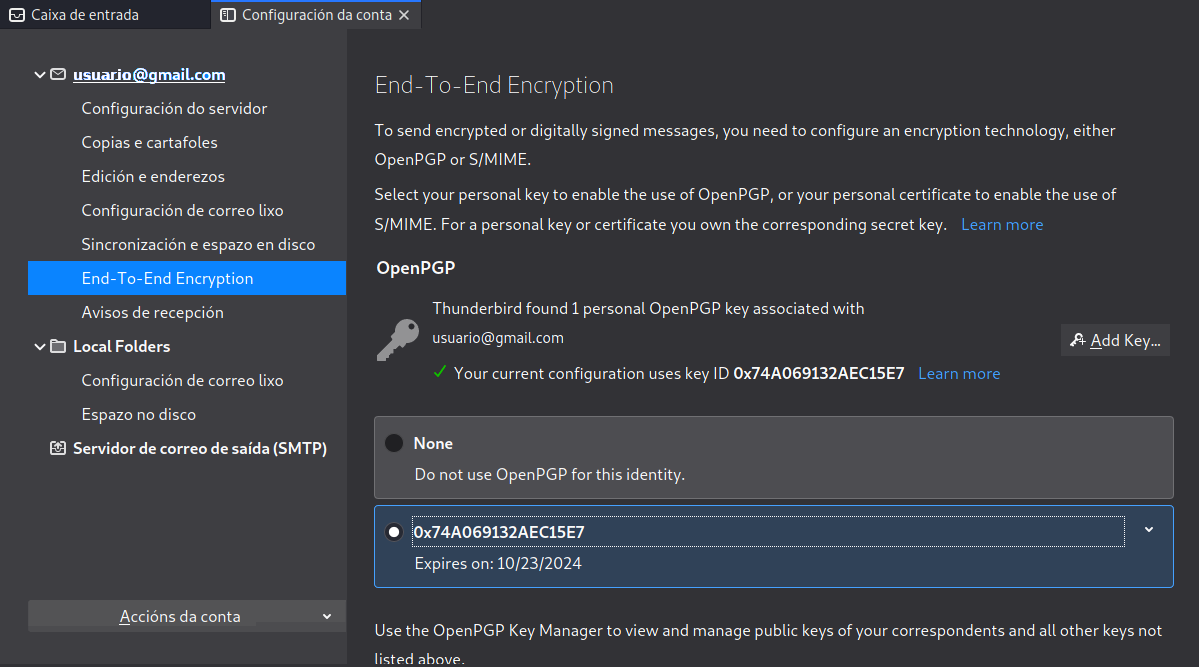 Caixa de entrada
Configuración da conta
usuario@gmail.com
Configuración do servidor
Copias e cartafoles
Edición e enderezos
Configuración de correo lixo
Sincronización e espazo en disco
End-To-End Encryption
Avisos de recepción
Local Folders
Configuración de correo lixo
Espazo no disco
Servidor de correo de saída (SMTP)
Accións da conta
End-To-End Encryption
To send encrypted or digitally signed messages, you need to configure an encryption technology, either
OpenPGP or S/MIME.
Select your personal key to enable the use of OpenPGP, or your personal certificate to enable the use of
S/MIME. For a personal key or certificate you own the corresponding secret key. Learn more
OpenPGP
Thunderbird found 1 personal OpenPGP key associated with
usuario@gmail.com
Add Key...
Your current configuration uses key ID 0x74A069132AEC15E7 Learn more
None
Do not use OpenPGP for this identity.
0x74A069132AEC15E7
Expires on: 10/23/2024
Use the OpenPGP Key Manager to view and manage public keys of your correspondents and all other keys not
listed above.